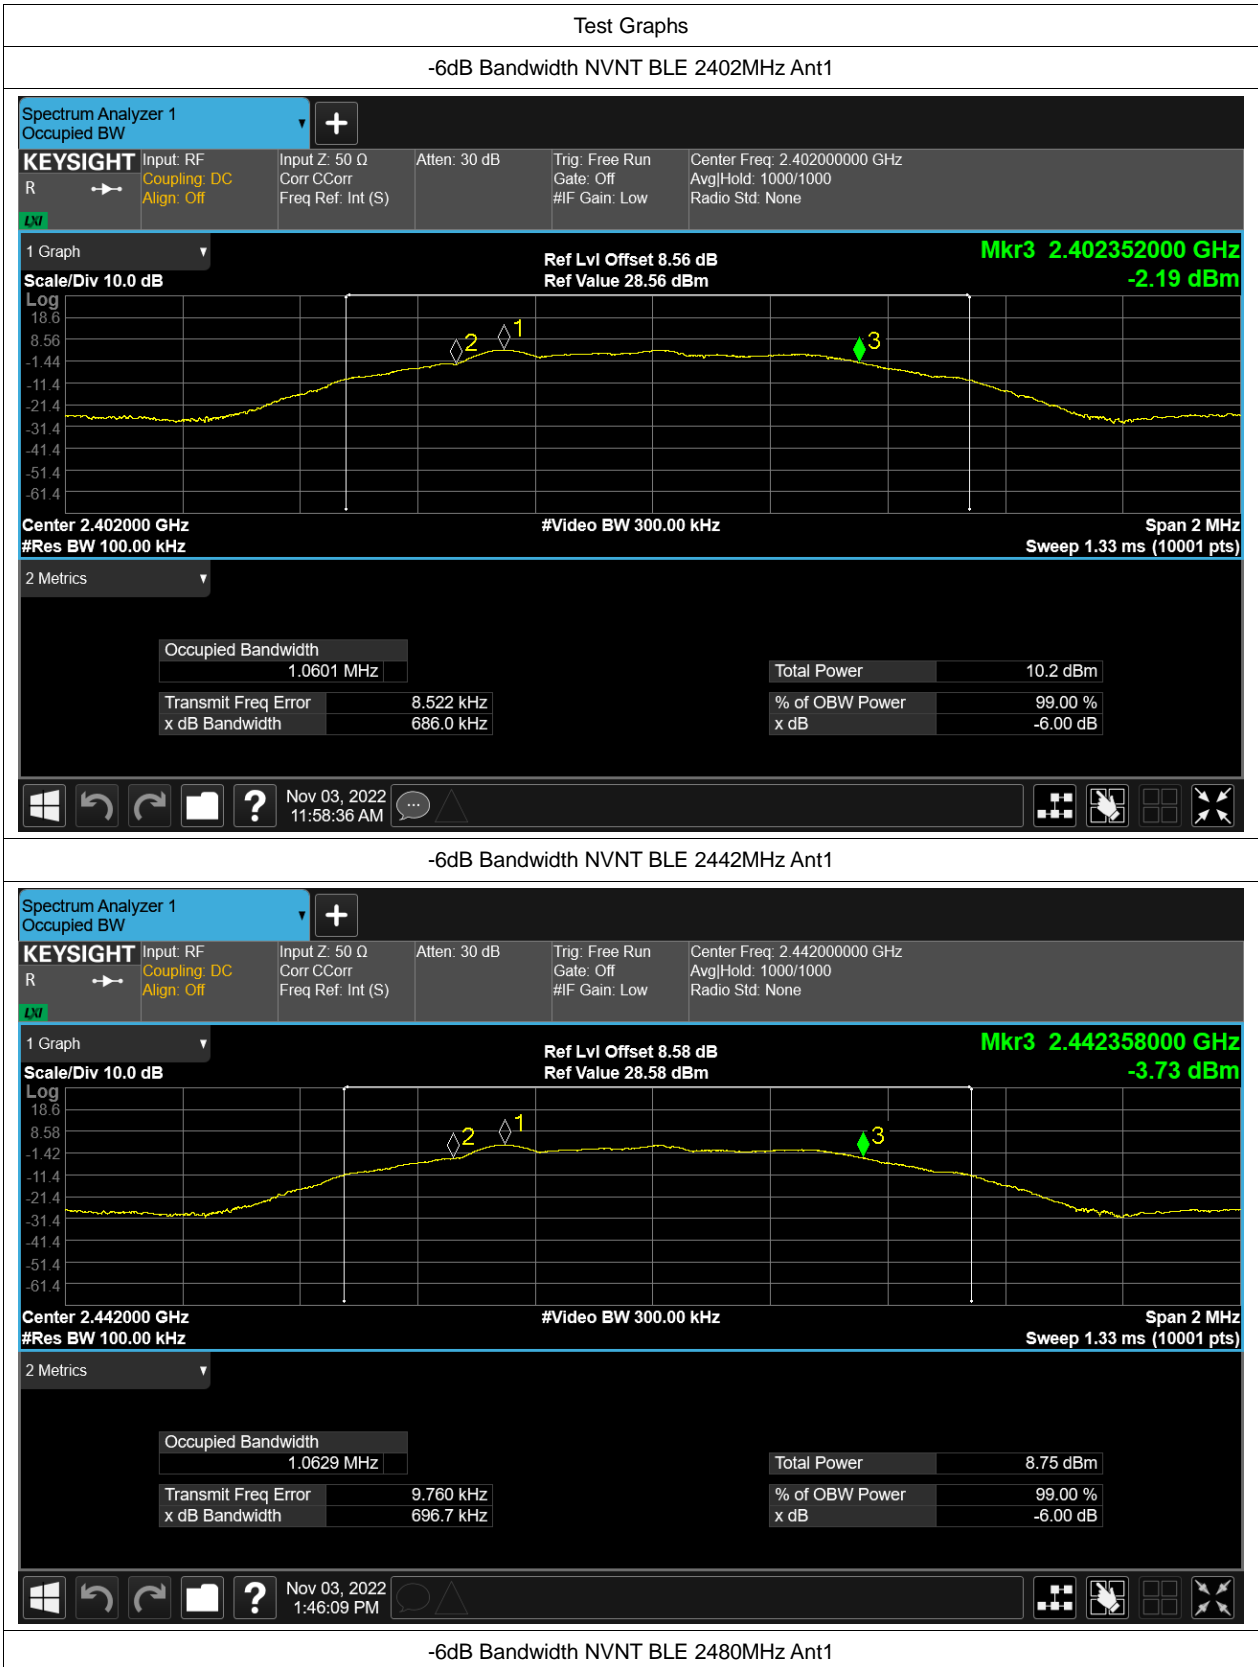 Test Graphs
-6dB Bandwidth NVNT BLE 2402MHz Ant1
Spectrum Analyzer 1
Occupied BW
KEYSIGHT Input: RF Input Z: 50 Ω Atten: 30 dB Trig: Free Run Center Freq: 2.402000000 GHz
R Coupling: DC Corr CCorr Gate: Off Avg|Hold: 1000/1000
Align: Off Freq Ref: Int (S) #IF Gain: Low Radio Std: None
LXI
1 Graph Ref Lvl Offset 8.56 dB Mkr3 2.402352000 GHz
Scale/Div 10.0 dB Ref Value 28.56 dBm -2.19 dBm
Log
18.6
8.56
-1.44
-11.4
-21.4
-31.4
-41.4
-51.4
-61.4
2 1 3
Center 2.402000 GHz #Video BW 300.00 kHz Span 2 MHz
#Res BW 100.00 kHz Sweep 1.33 ms (10001 pts)
2 Metrics
Occupied Bandwidth
1.0601 MHz Total Power 10.2 dBm
Transmit Freq Error 8.522 kHz % of OBW Power 99.00 %
x dB Bandwidth 686.0 kHz x dB -6.00 dB
? Nov 03, 2022
11:58:36 AM
-6dB Bandwidth NVNT BLE 2442MHz Ant1
Spectrum Analyzer 1
Occupied BW
KEYSIGHT Input: RF Input Z: 50 Ω Atten: 30 dB Trig: Free Run Center Freq: 2.442000000 GHz
R Coupling: DC Corr CCorr Gate: Off Avg|Hold: 1000/1000
Align: Off Freq Ref: Int (S) #IF Gain: Low Radio Std: None
LXI
1 Graph Ref Lvl Offset 8.58 dB Mkr3 2.442358000 GHz
Scale/Div 10.0 dB Ref Value 28.58 dBm -3.73 dBm
Log
18.6
8.58
-1.42
-11.4
-21.4
-31.4
-41.4
-51.4
-61.4
2 1 3
Center 2.442000 GHz #Video BW 300.00 kHz Span 2 MHz
#Res BW 100.00 kHz Sweep 1.33 ms (10001 pts)
2 Metrics
Occupied Bandwidth
1.0629 MHz Total Power 8.75 dBm
Transmit Freq Error 9.760 kHz % of OBW Power 99.00 %
x dB Bandwidth 696.7 kHz x dB -6.00 dB
? Nov 03, 2022
1:46:09 PM
-6dB Bandwidth NVNT BLE 2480MHz Ant1